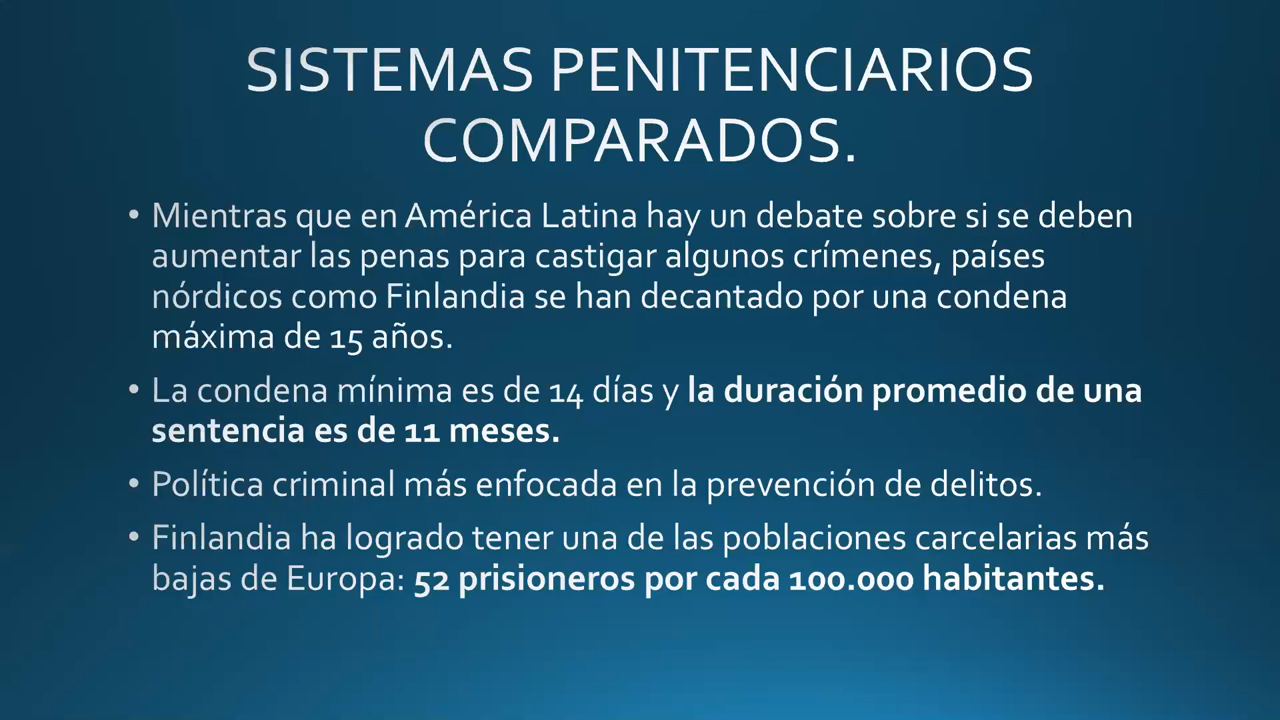 SISTEMAS PENITENCIARIOS
COMPARADOS.
• Mientras que en América Latina hay un debate sobre si se deben
aumentar las penas para castigar algunos crímenes, países
nórdicos como Finlandia se han decantado por una condena
máxima de 15 años.
• La condena mínima es de 14 días y la duración promedio de una
sentencia es de 11 meses.
• Política criminal más enfocada en la prevención de delitos.
• Finlandia ha logrado tener una de las poblaciones carcelarias más
bajas de Europa: 52 prisioneros por cada 100.000 habitantes.